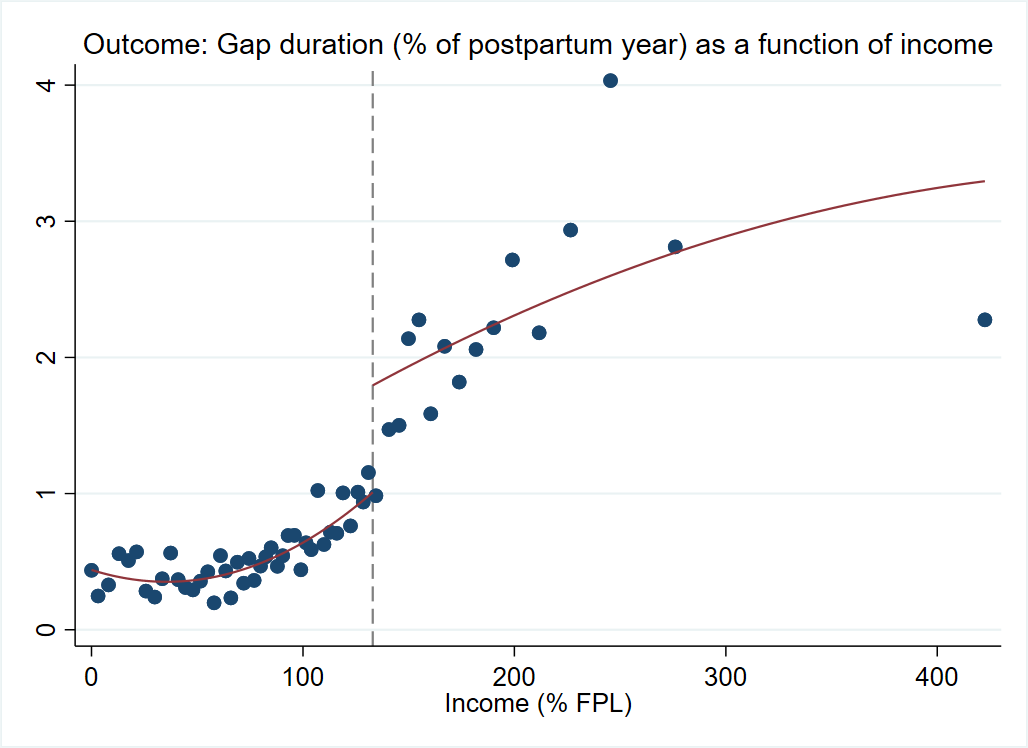 Outcome: Gap duration (% of postpartum year) as a function of income
4
3
2
1
0
0 100 200 300 400
Income (% FPL)